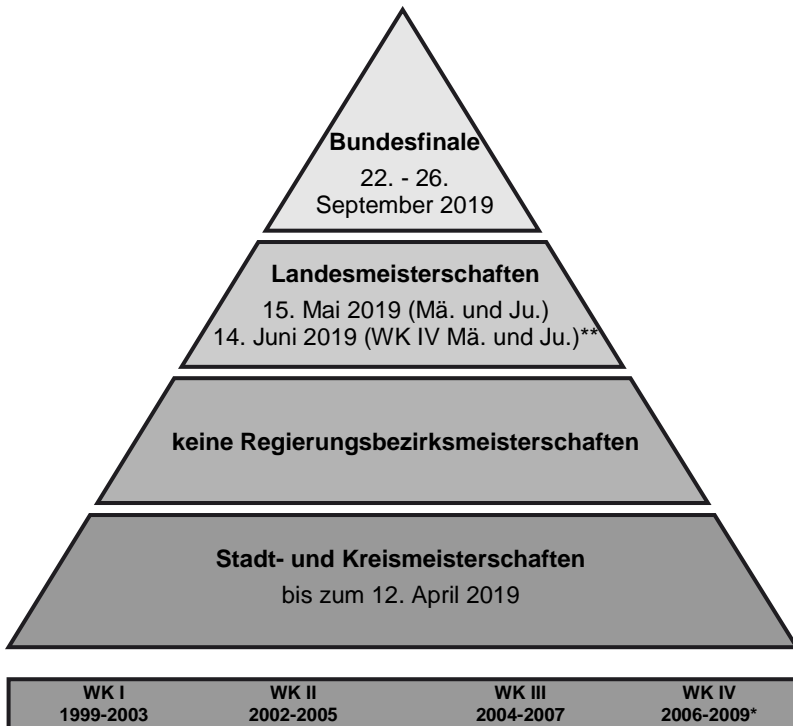 Bundesfinale
22. - 26.
September 2019
Landesmeisterschaften
15. Mai 2019 (Mä. und Ju.)
14. Juni 2019 (WK IV Mä. und Ju.)**
keine Regierungsbezirksmeisterschaften
Stadt- und Kreismeisterschaften
bis zum 12. April 2019
WK I WK II WK III WK IV
1999-2003 2002-2005 2004-2007 2006-2009*